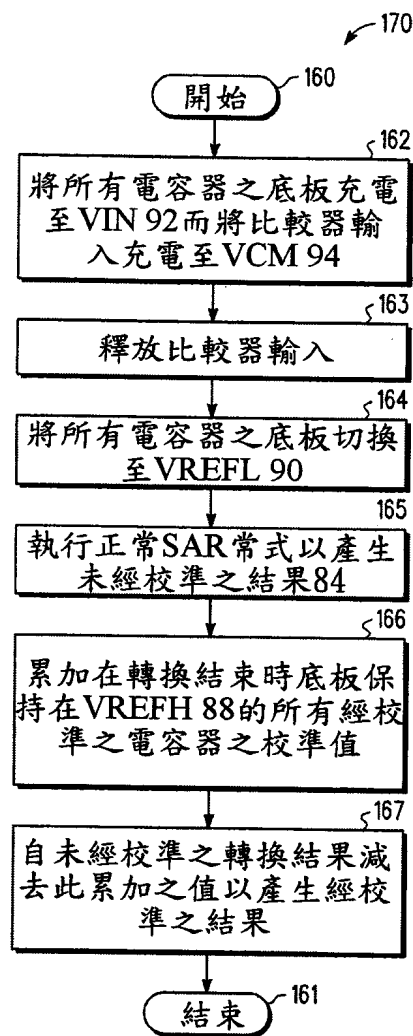 170
160
開始
162
將所有電容器之底板充電
至VIN 92而將比較器輸
入充電至VCM 94
163
釋放比較器輸入
164
將所有電容器之底板切換
至VREFL 90
165
執行正常SAR常式以產生
未經校準之結果84
166
累加在轉換結束時底板保
持在VREFH 88的所有經校
準之電容器之校準值
167
自未經校準之轉換結果減
去此累加之值以產生經校
準之結果
161
結束